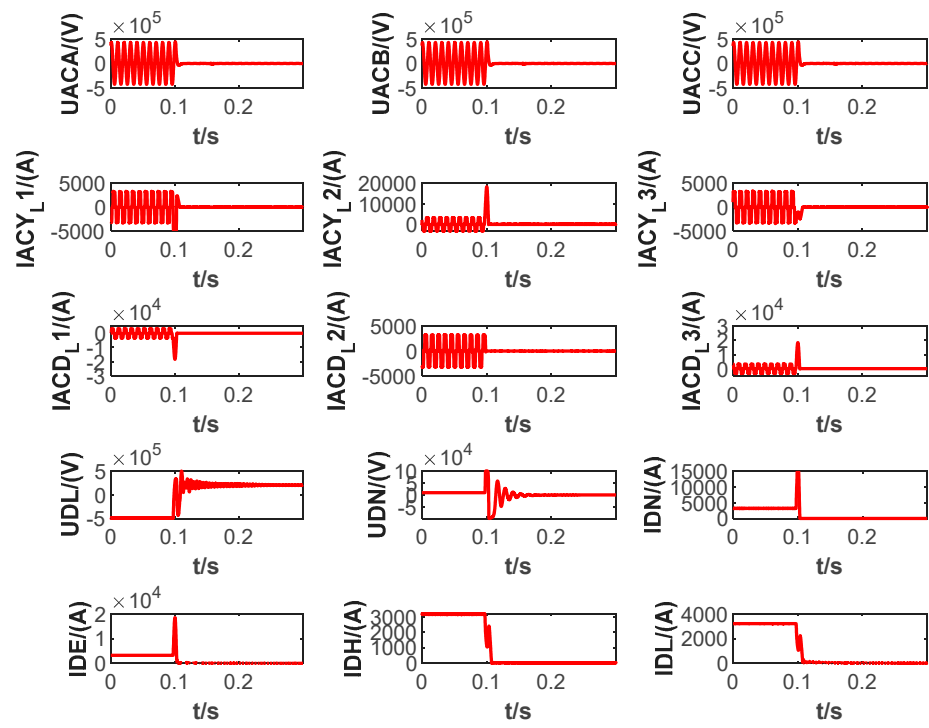 ×10⁵ ×10⁵ ×10⁵
UACA/(V) 5 0 -5 UACB/(V) 5 0 -5 UACC/(V) 5 0 -5
0 0.1 0.2 0 0.1 0.2 0 0.1 0.2
t/s t/s t/s
IACY_L1/(A) 5000 0 -5000 IACY_L2/(A) 20000 10000 0 IACY_L3/(A) 5000 0 -5000
0 0.1 0.2 0 0.1 0.2 0 0.1 0.2
t/s t/s t/s
×10⁴
IACD_L1/(A) 0 -1 -2 -3 IACD_L2/(A) 5000 0 -5000 IACD_L3/(A) ×10⁴ 3 2 1 0
0 0.1 0.2 0 0.1 0.2 0 0.1 0.2
t/s t/s t/s
×10⁵ ×10⁴
UDL/(V) 5 0 -5 UDN/(V) 10 5 0 -5 IDN/(A) 15000 10000 5000 0
0 0.1 0.2 0 0.1 0.2 0 0.1 0.2
t/s t/s t/s
×10⁴
IDE/(A) 2 1 0 IDH/(A) 3000 2000 1000 0 IDL/(A) 4000 2000 0
0 0.1 0.2 0 0.1 0.2 0 0.1 0.2
t/s t/s t/s